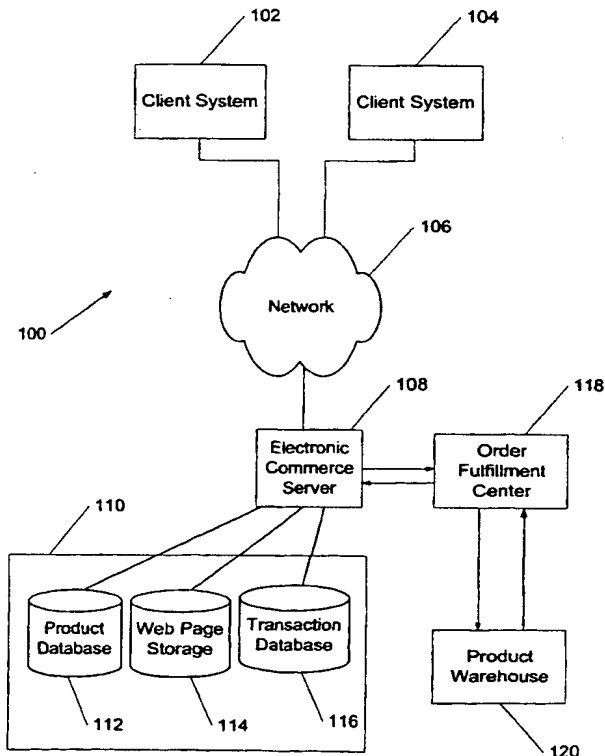 102
104
Client System
Client System
106
Network
100
108
118
Electronic
Commerce
Server
Order
Fulfillment
Center
110
Product
Database
Web Page
Storage
Transaction
Database
Product
Warehouse
112
114
116
120